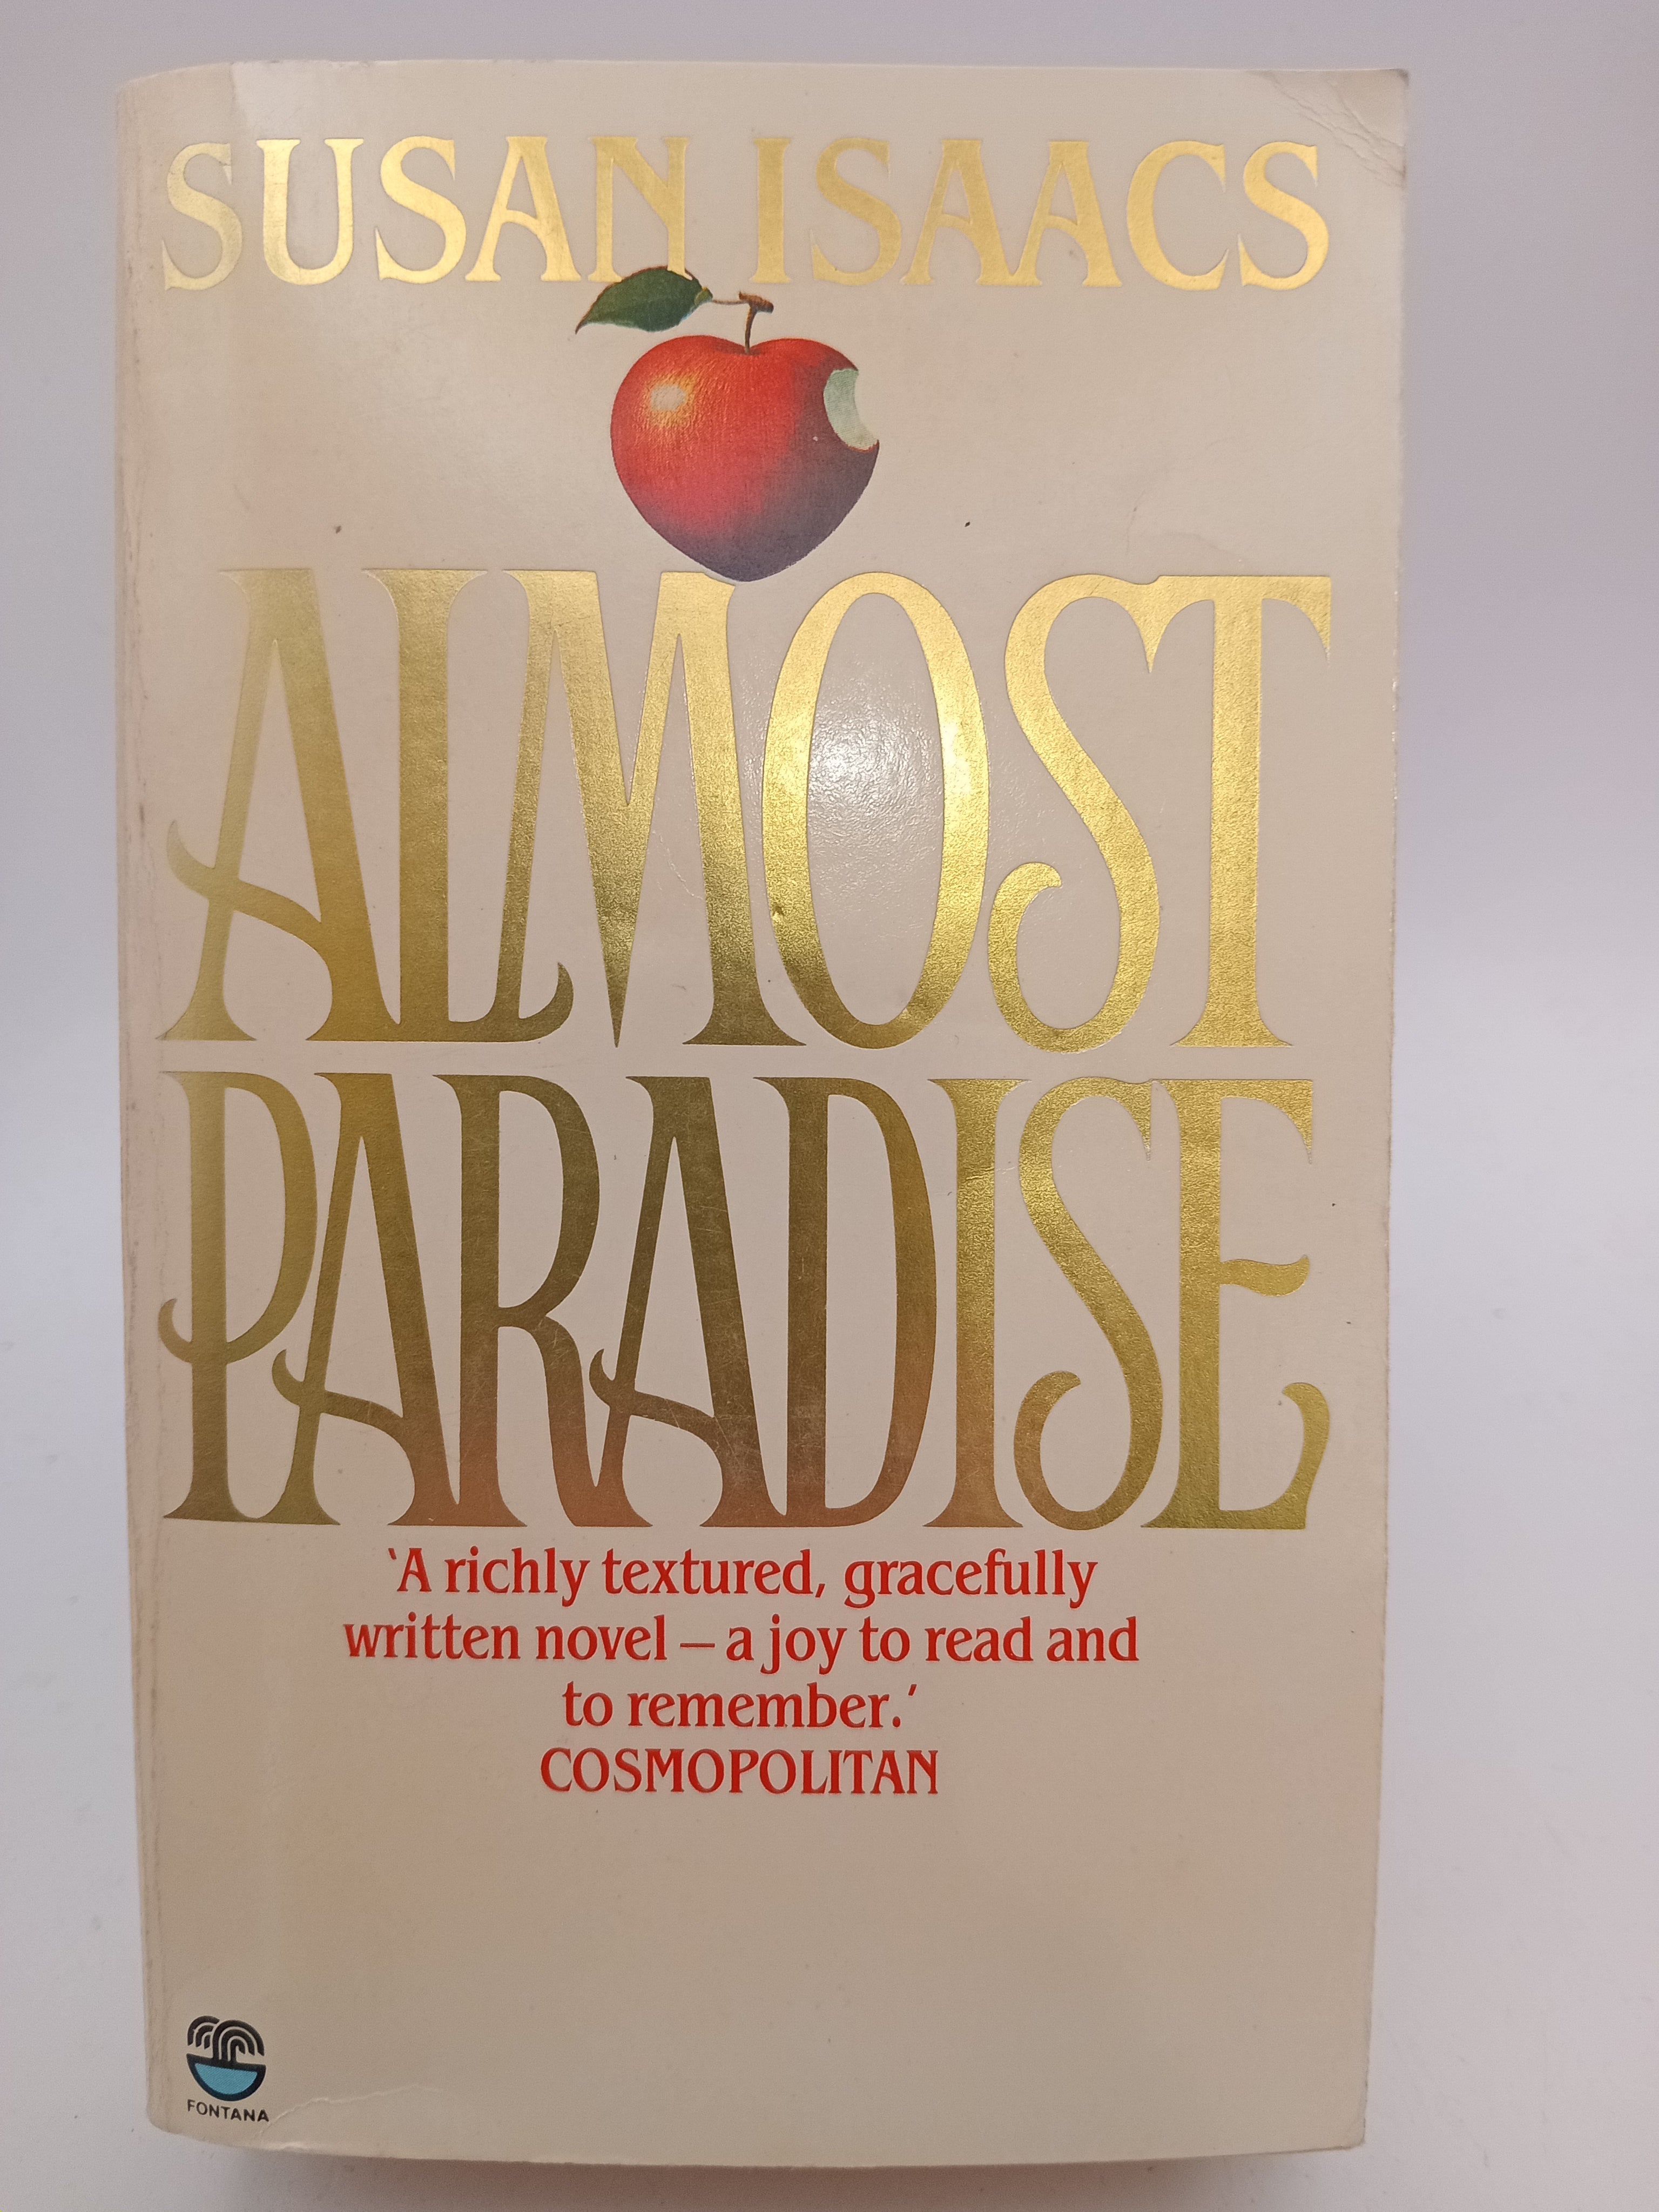 SUSAN ISAACS
ALMOST
PARADISE
‘A richly textured, gracefully
written novel – a joy to read and
to remember.’
COSMOPOLITAN
FONTANA